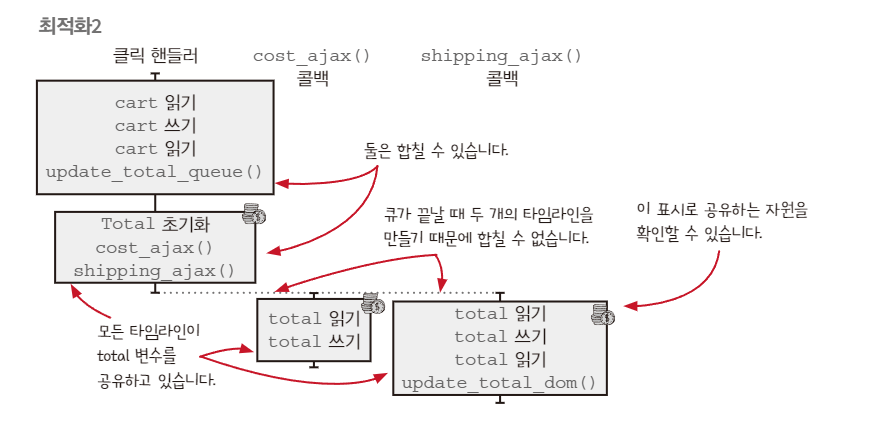 최적화2
클릭 핸들러
cost_ajax()
콜백
shipping_ajax()
콜백
cart 읽기
cart 쓰기
cart 읽기
update_total_queue()
둘은 합칠 수 있습니다.
Total 초기화
cost_ajax()
shipping_ajax()
큐가 끝날 때 두 개의 타임라인을
만들기 때문에 합칠 수 없습니다.
이 표시로 공유하는 자원을
확인할 수 있습니다.
모든 타임라인이
total 변수를
공유하고 있습니다.
total 읽기
total 쓰기
total 읽기
total 쓰기
total 읽기
update_total_dom()